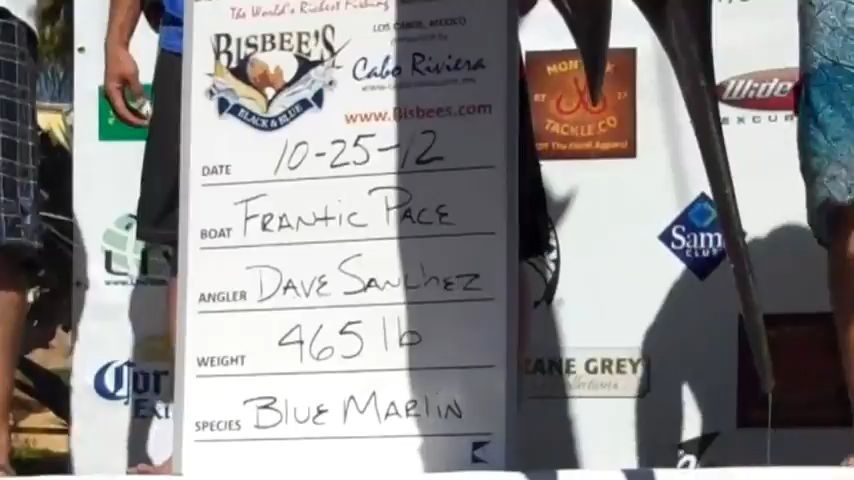 The World's Richest Fishing
LOS CABOS, MEXICO
BISBEE'S
BLACK & BLUE
Cabo Riviera
www.Bisbees.com
DATE 10-25-12
BOAT FRANTIC PACE
ANGLER DAVE SANCHEZ
WEIGHT 465 lb
SPECIES BLUE MARLIN
TACKLE.CO
Wide
EXCUR
Sam
CLUB
ZANE GREY
Cor